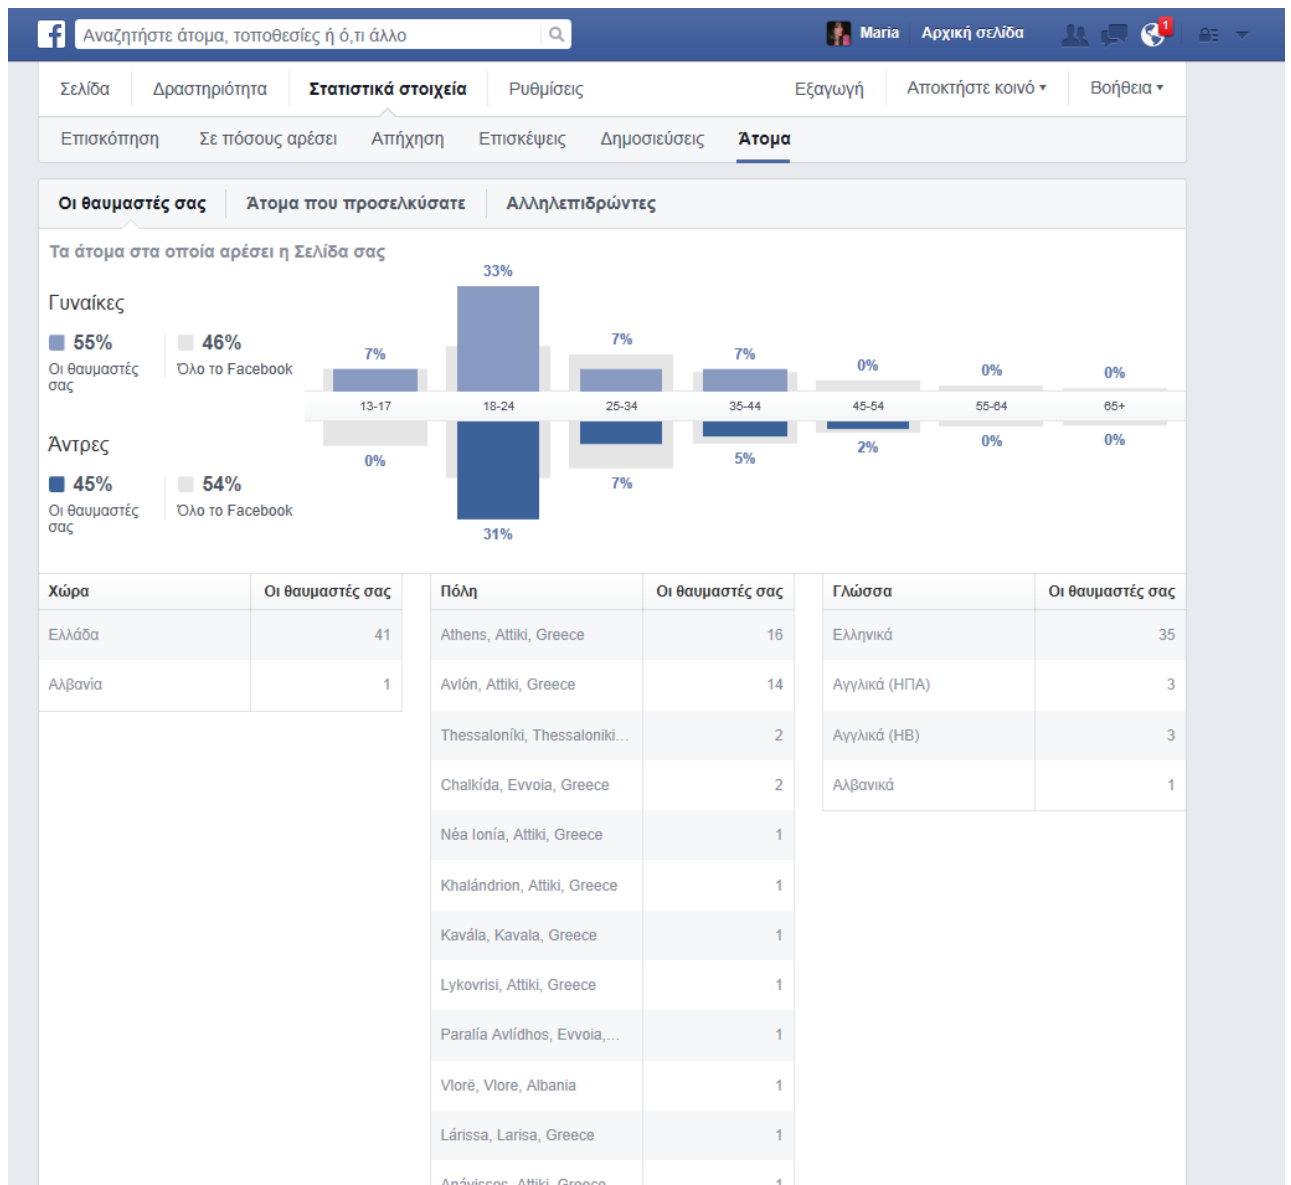 f
Αναζητήστε άτομα, τοποθεσίες ή ό,τι άλλο
Maria Αρχική σελίδα 1
Σελίδα Δραστηριότητα Στατιστικά στοιχεία Ρυθμίσεις Εξαγωγή Αποκτήστε κοινό Βοήθεια
Επισκόπηση Σε πόσους αρέσει Απήχηση Επισκέψεις Δημοσιεύσεις Άτομα
Οι θαυμαστές σας Άτομα που προσελκύσατε Αλληλεπιδρώντες
Τα άτομα στα οποία αρέσει η Σελίδα σας
Γυναίκες
55% 46%
Οι θαυμαστές σας Όλο το Facebook
7% 33% 7% 7% 0% 0% 0%
13-17 18-24 25-34 35-44 45-54 55-64 65+
Άντρες
45% 54%
Οι θαυμαστές σας Όλο το Facebook
0% 31% 7% 5% 2% 0% 0%
Χώρα Οι θαυμαστές σας
Ελλάδα 41
Αλβανία 1
Πόλη Οι θαυμαστές σας
Athens, Attiki, Greece 16
Avlón, Attiki, Greece 14
Thessaloníki, Thessaloniki... 2
Chalkída, Evvoia, Greece 2
Néa Ionía, Attiki, Greece 1
Khalándrion, Attiki, Greece 1
Kavála, Kavala, Greece 1
Lykovrisi, Attiki, Greece 1
Paralía Avlídhos, Evvoia,... 1
Vlorë, Vlore, Albania 1
Lárissa, Larisa, Greece 1
Anávissos, Attiki, Greece 1
Γλώσσα Οι θαυμαστές σας
Ελληνικά 35
Αγγλικά (ΗΠΑ) 3
Αγγλικά (ΗΒ) 3
Αλβανικά 1